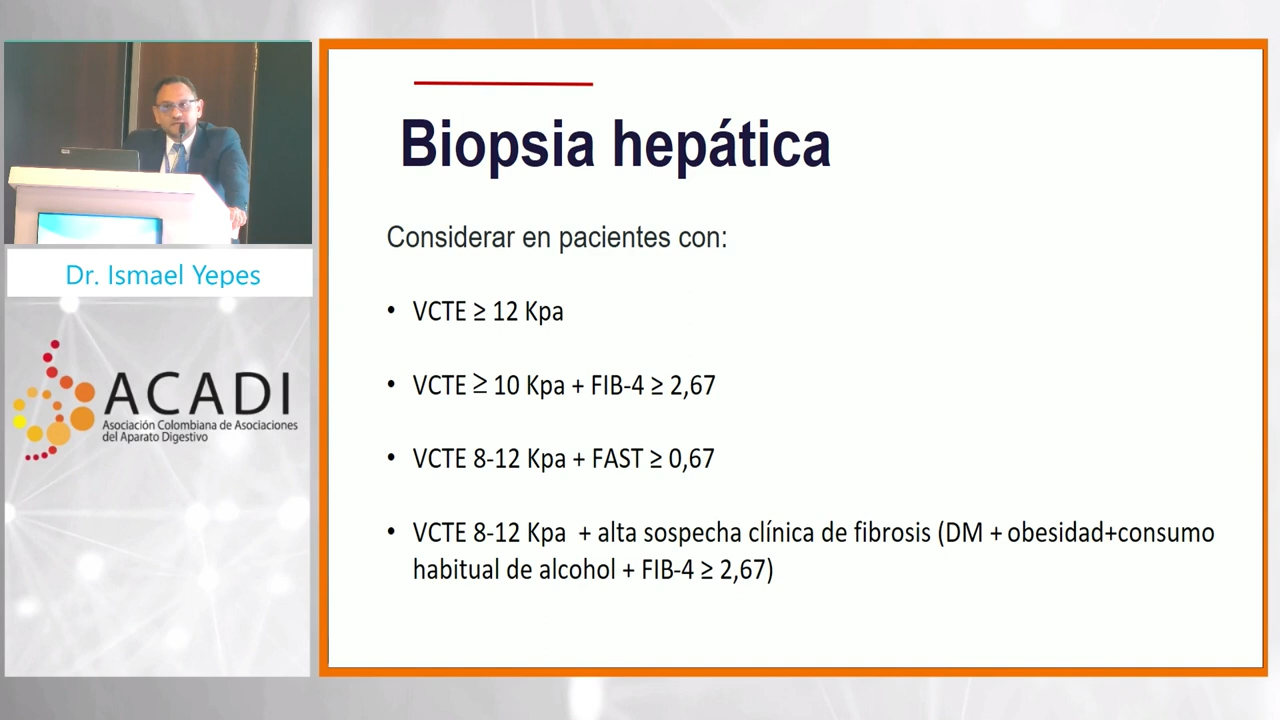 Biopsia hepática
Considerar en pacientes con:
• VCTE ≥ 12 Kpa
• VCTE ≥ 10 Kpa + FIB-4 ≥ 2,67
• VCTE 8-12 Kpa + FAST ≥ 0,67
• VCTE 8-12 Kpa + alta sospecha clínica de fibrosis (DM + obesidad+consumo
habitual de alcohol + FIB-4 ≥ 2,67)
Dr. Ismael Yepes
ACADI
Asociación Colombiana de Asociaciones
del Aparato Digestivo